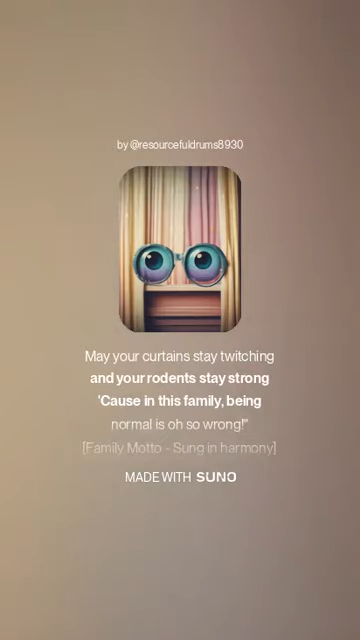 by @resourcefuldrums8930
May your curtains stay twitching
and your rodents stay strong
'Cause in this family, being
normal is oh so wrong!"
[Family Motto - Sung in harmony]
MADE WITH SUNO